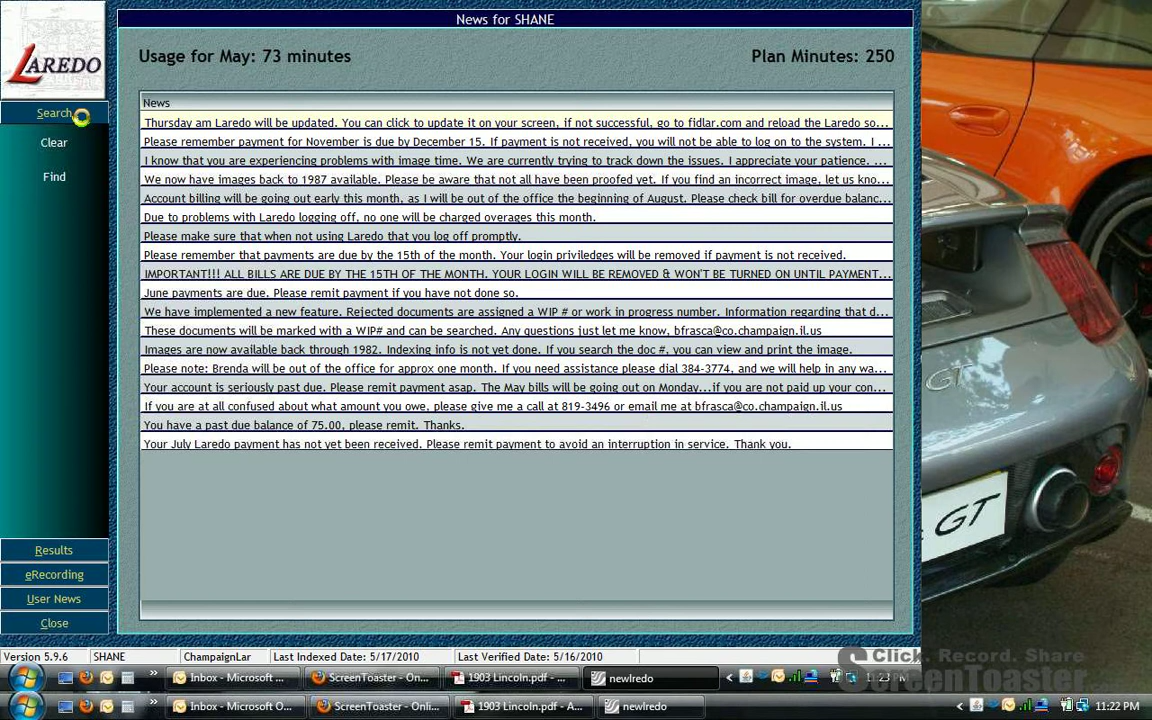 News for SHANE
LAREDO
Usage for May: 73 minutes
Plan Minutes: 250
Search
Clear
Find
News
Thursday am Laredo will be updated. You can click to update it on your screen, if not successful, go to fidlar.com and reload the Laredo so...
Please remember payment for November is due by December 15. If payment is not received, you will not be able to log on to the system. I ...
I know that you are experiencing problems with image time. We are currently trying to track down the issues. I appreciate your patience. ...
We now have images back to 1987 available. Please be aware that not all have been proofed yet. If you find an incorrect image, let us kno...
Account billing will be going out early this month, as I will be out of the office the beginning of August. Please check bill for overdue balanc...
Due to problems with Laredo logging off, no one will be charged overages this month.
Please make sure that when not using Laredo that you log off promptly.
Please remember that payments are due by the 15th of the month. Your login priviledges will be removed if payment is not received.
IMPORTANT!!! ALL BILLS ARE DUE BY THE 15TH OF THE MONTH. YOUR LOGIN WILL BE REMOVED & WON'T BE TURNED ON UNTIL PAYMENT...
June payments are due. Please remit payment if you have not done so.
We have implemented a new feature. Rejected documents are assigned a WIP # or work in progress number. Information regarding that d...
These documents will be marked with a WIP# and can be searched. Any questions just let me know, bfrasca@co.champaign.il.us
Images are now available back through 1982. Indexing info is not yet done. If you search the doc #, you can view and print the image.
Please note: Brenda will be out of the office for approx one month. If you need assistance please dial 384-3774, and we will help in any wa...
Your account is seriously past due. Please remit payment asap. The May bills will be going out on Monday...if you are not paid up your con...
If you are at all confused about what amount you owe, please give me a call at 819-3496 or email me at bfrasca@co.champaign.il.us
You have a past due balance of 75.00, please remit. Thanks.
Your July Laredo payment has not yet been received. Please remit payment to avoid an interruption in service. Thank you.
GT
GT
Results
eRecording
User News
Close
Version 5.9.6 SHANE ChampaignLar Last Indexed Date: 5/17/2010 Last Verified Date: 5/16/2010
Click. Record. Share
ScreenToaster
Inbox - Microsoft ... ScreenToaster - On... 1903 Lincoln.pdf - ... newlredo 11:23 PM
Inbox - Microsoft O... ScreenToaster - Onli... 1903 Lincoln.pdf - A... newlredo 11:22 PM